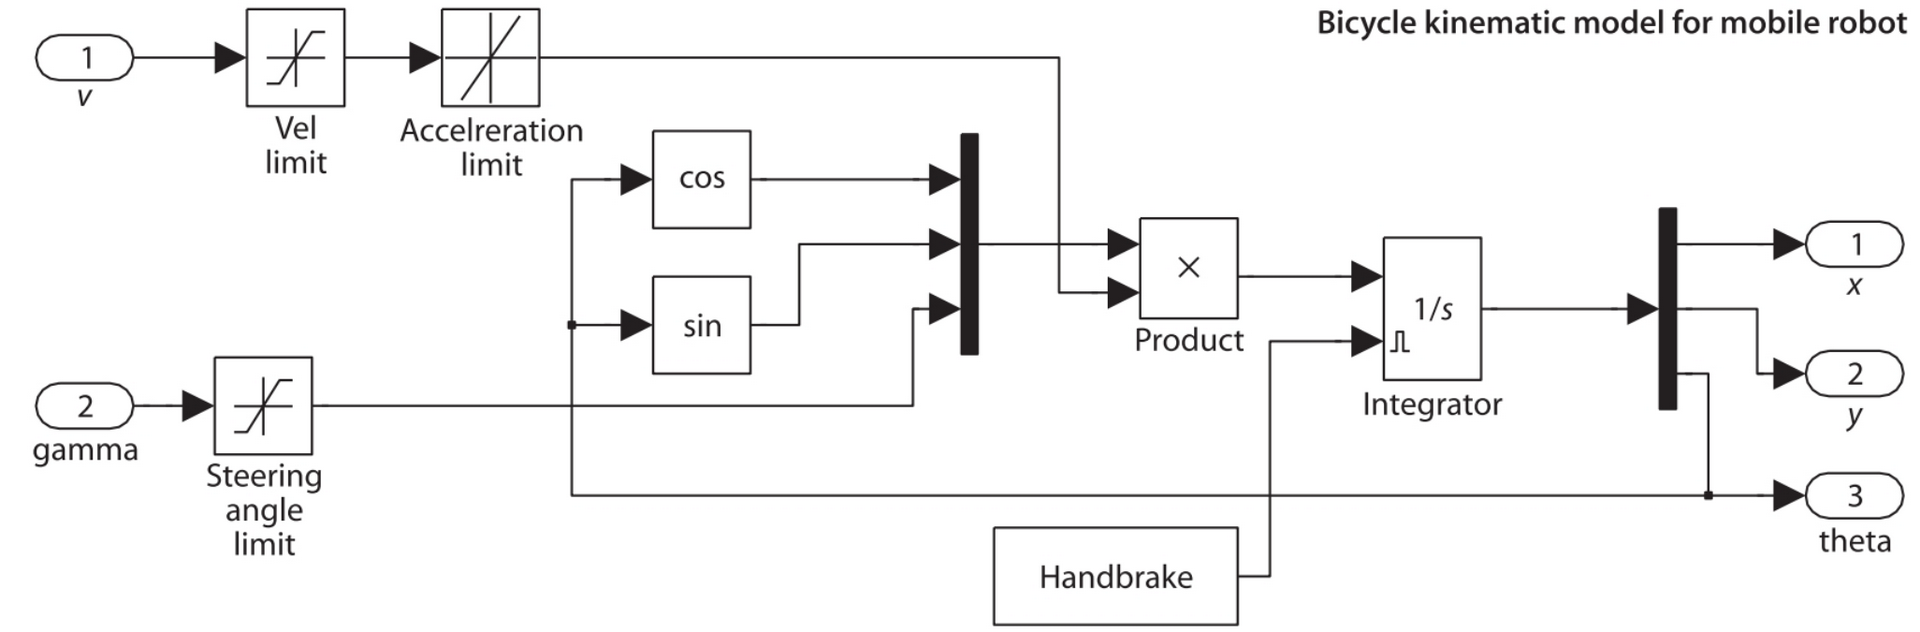 Bicycle kinematic model for mobile robot
1
v
Vel
limit
Accelreration
limit
cos
sin
2
gamma
Steering
angle
limit
×
Product
1/s
Integrator
Handbrake
1
x
2
y
3
theta